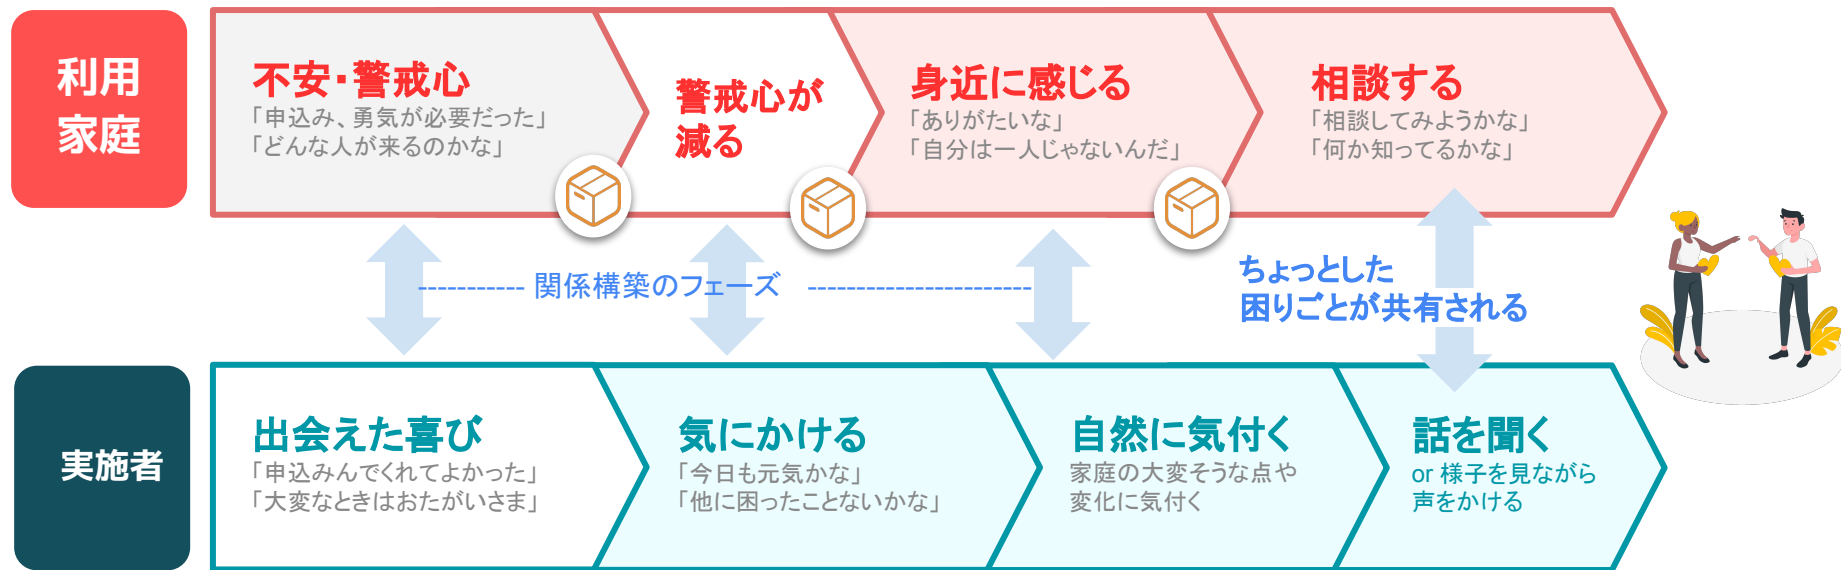 利用
家庭
不安・警戒心
「申込み、勇気が必要だった」
「どんな人が来るのかな」
警戒心が
減る
身近に感じる
「ありがたいな」
「自分は一人じゃないんだ」
相談する
「相談してみようかな」
「何か知ってるかな」
----------- 関係構築のフェーズ -----------------------
ちょっとした
困りごとが共有される
実施者
出会えた喜び
「申込みんでくれてよかった」
「大変なときはおたがいさま」
気にかける
「今日も元気かな」
「他に困ったことないかな」
自然に気付く
家庭の大変そうな点や
変化に気付く
話を聞く
or 様子を見ながら
声をかける